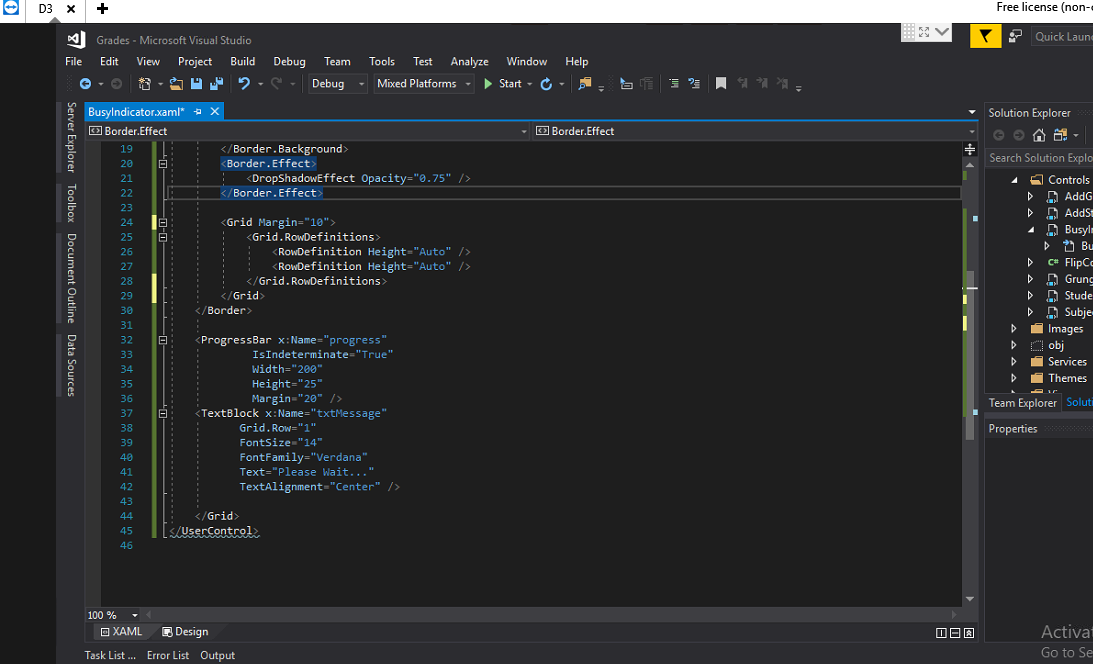 D3
Free license (non-
Grades - Microsoft Visual Studio
Quick Laun
File Edit View Project Build Debug Team Tools Test Analyze Window Help
Debug Mixed Platforms Start
BusyIndicator.xaml*
Border.Effect Border.Effect
19 </Border.Background>
20 <Border.Effect>
21 <DropShadowEffect Opacity="0.75" />
22 </Border.Effect>
23
24 <Grid Margin="10">
25 <Grid.RowDefinitions>
26 <RowDefinition Height="Auto" />
27 <RowDefinition Height="Auto" />
28 </Grid.RowDefinitions>
29 </Grid>
30 </Border>
31
32 <ProgressBar x:Name="progress"
33 IsIndeterminate="True"
34 Width="200"
35 Height="25"
36 Margin="20" />
37 <TextBlock x:Name="txtMessage"
38 Grid.Row="1"
39 FontSize="14"
40 FontFamily="Verdana"
41 Text="Please Wait..."
42 TextAlignment="Center" />
43
44 </Grid>
45 </UserControl>
46
100 %
XAML Design
Task List ... Error List Output
Server Explorer
Toolbox
Document Outline
Data Sources
Solution Explorer
Search Solution Explo
Controls
AddG
AddSt
BusyIn
Bu
C# FlipCo
Grung
Stude
Subje
Images
obj
Services
Themes
Team Explorer Soluti
Properties
Activat
Go to Se